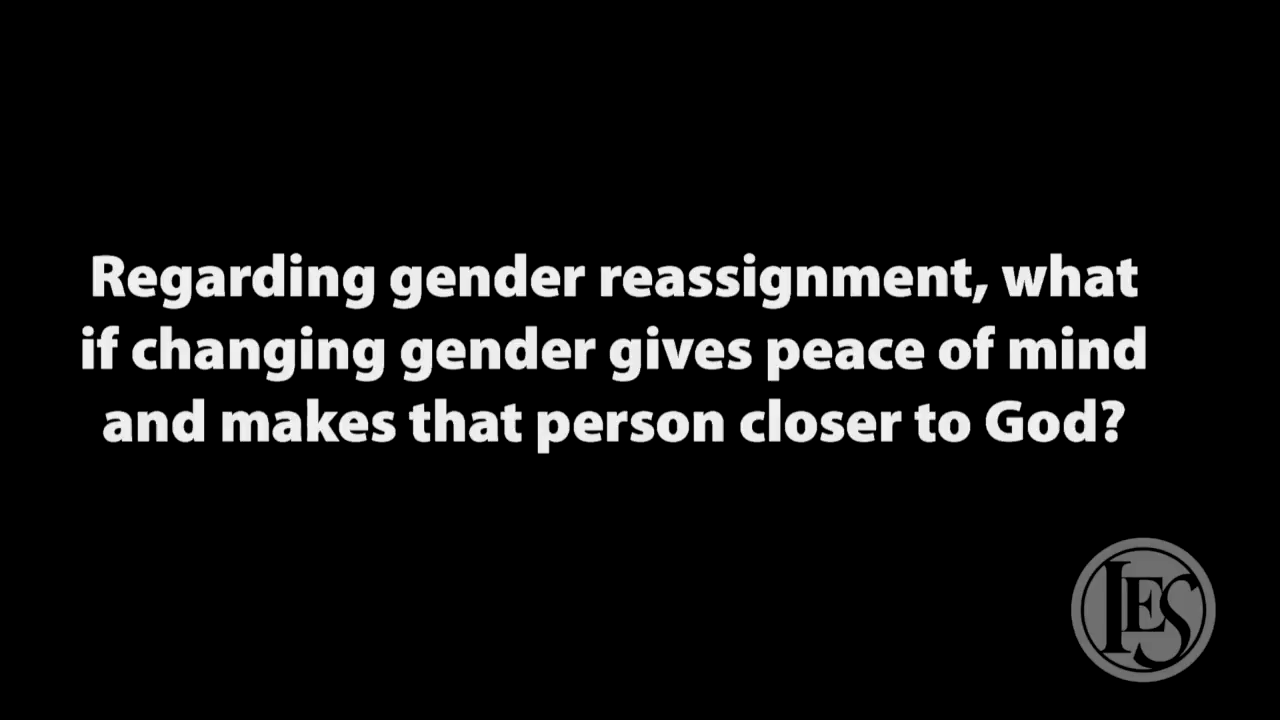 Regarding gender reassignment, what
if changing gender gives peace of mind
and makes that person closer to God?
IES